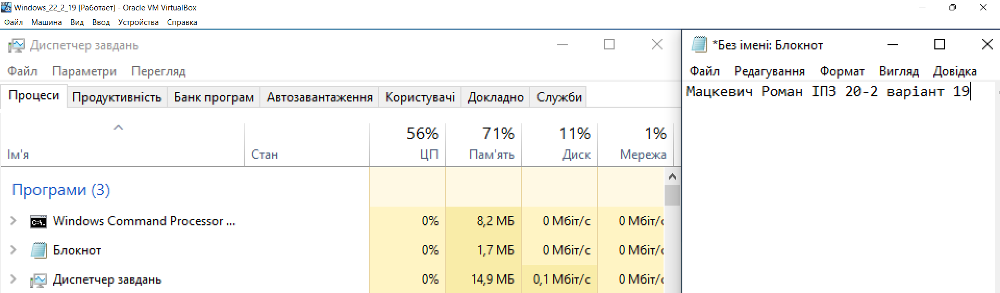 Windows_22_2_19 [Работает] - Oracle VM VirtualBox
Файл Машина Вид Ввод Устройства Справка
Диспетчер завдань
Файл Параметри Перегляд
Процеси Продуктивність Банк програм Автозавантаження Користувачі Докладно Служби
56% 71% 11% 1%
Ім'я Стан ЦП Пам'ять Диск Мережа
Програми (3)
Windows Command Processor ... 0% 8,2 МБ 0 Мбіт/с 0 Мбіт/с
Блокнот 0% 1,7 МБ 0 Мбіт/с 0 Мбіт/с
Диспетчер завдань 0% 14,9 МБ 0,1 Мбіт/с 0 Мбіт/с
*Без імені: Блокнот
Файл Редагування Формат Вигляд Довідка
Мацкевич Роман ІПЗ 20-2 варіант 19